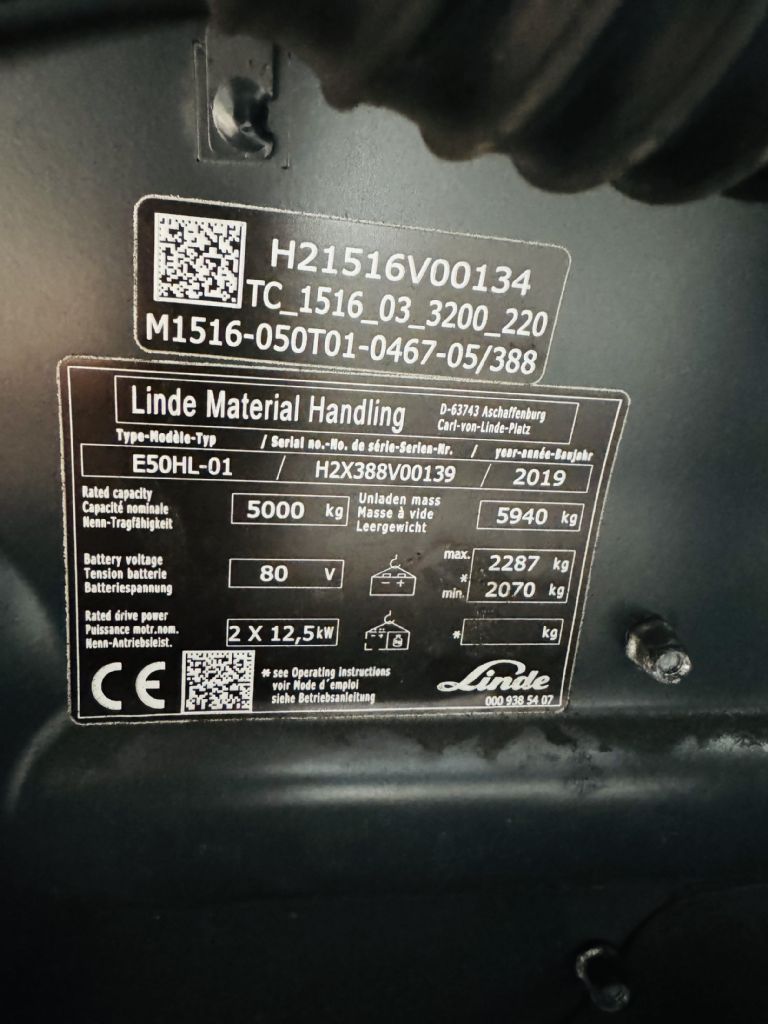 H21516V00134
TC_1516_03_3200_220
M1516-050T01-0467-05/388
Linde Material Handling
D-63743 Aschaffenburg
Carl-von-Linde-Platz
Type-Modèle-Typ / Serial no.-No. de série-Serien-Nr. / year-année-Baujahr
E50HL-01 / H2X388V00139 / 2019
Rated capacity
Capacité nominale
Nenn-Tragfähigkeit
5000 kg
Unladen mass
Masse à vide
Leergewicht
5940 kg
Battery voltage
Tension batterie
Batteriespannung
80 V
- +
max. 2287 kg
*
min. 2070 kg
Rated drive power
Puissance motr.nom.
Nenn-Antriebsleist.
2 X 12,5kW
* kg
CE
* see Operating instructions
voir Mode d'emploi
siehe Betriebsanleitung
Linde
000 938 54 07